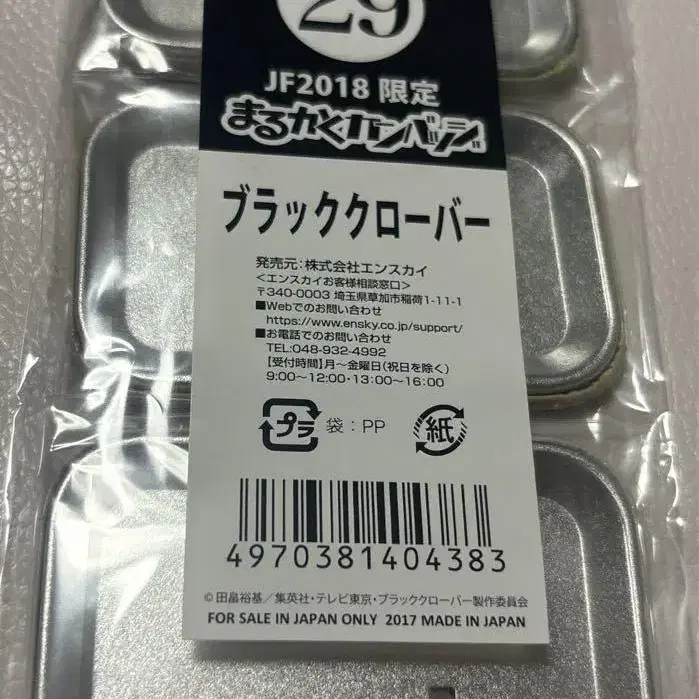 29
JF2018 限定
まるかくカンバッジ
ブラッククローバー
発売元:株式会社エンスカイ
<エンスカイお客様相談窓口>
〒340-0003 埼玉県草加市稲荷1-11-1
■Webでのお問い合わせ
https://www.ensky.co.jp/support/
■お電話でのお問い合わせ
TEL:048-932-4992
【受付時間】月〜金曜日(祝日を除く)
9:00〜12:00・13:00〜16:00
プラ 袋:PP 紙
4970381404383
©田畠裕基/集英社・テレビ東京・ブラッククローバー製作委員会
FOR SALE IN JAPAN ONLY 2017 MADE IN JAPAN